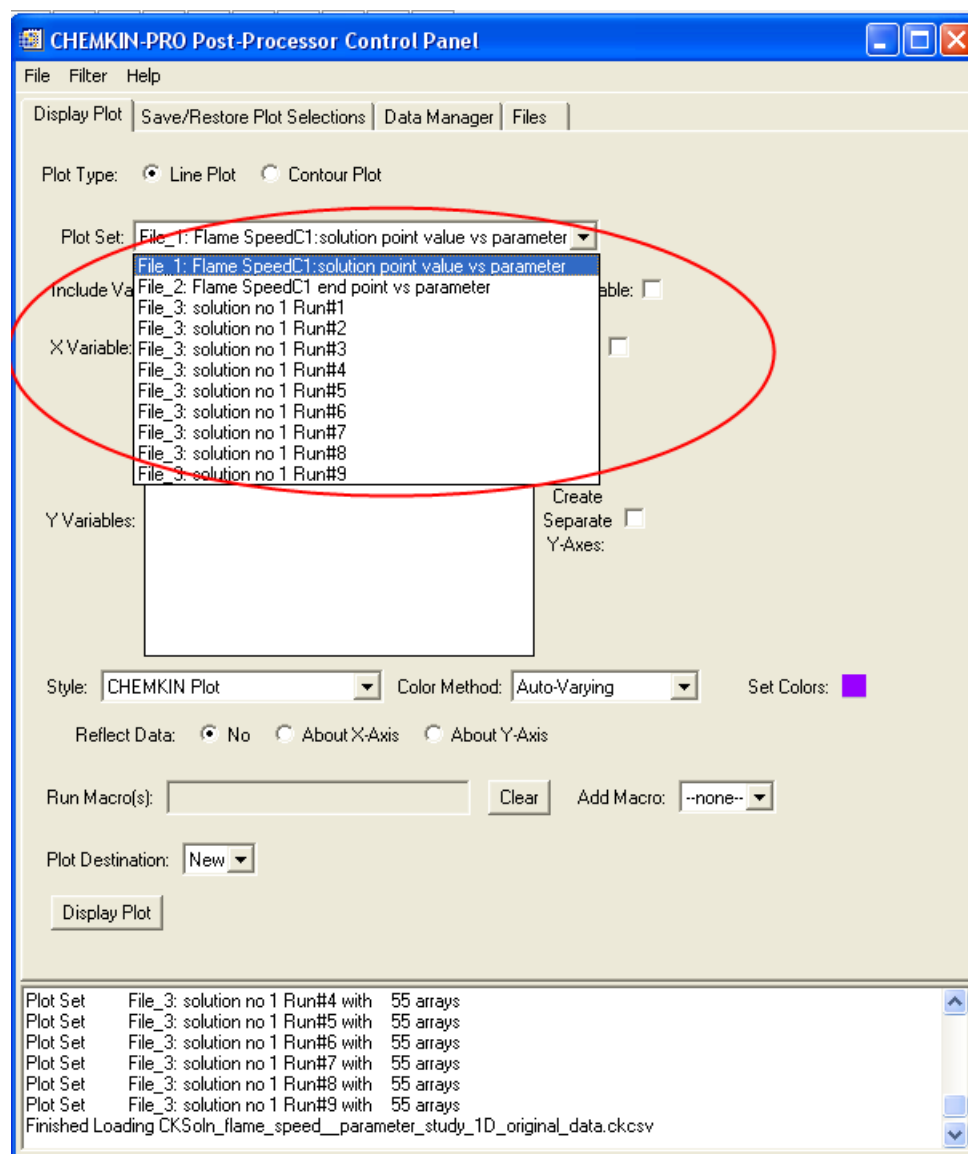 CHEMKIN-PRO Post-Processor Control Panel
File Filter Help
Display Plot Save/Restore Plot Selections Data Manager Files
Plot Type: Line Plot Contour Plot
Plot Set: File_1: Flame SpeedC1:solution point value vs parameter
File_1: Flame SpeedC1:solution point value vs parameter
Include Va File_2: Flame SpeedC1 end point vs parameter able:
File_3: solution no 1 Run#1
File_3: solution no 1 Run#2
X Variable: File_3: solution no 1 Run#3
File_3: solution no 1 Run#4
File_3: solution no 1 Run#5
File_3: solution no 1 Run#6
File_3: solution no 1 Run#7
File_3: solution no 1 Run#8
File_3: solution no 1 Run#9
Y Variables: Create
Separate
Y-Axes:
Style: CHEMKIN Plot Color Method: Auto-Varying Set Colors:
Reflect Data: No About X-Axis About Y-Axis
Run Macro(s): Clear Add Macro: --none--
Plot Destination: New
Display Plot
Plot Set File_3: solution no 1 Run#4 with 55 arrays
Plot Set File_3: solution no 1 Run#5 with 55 arrays
Plot Set File_3: solution no 1 Run#6 with 55 arrays
Plot Set File_3: solution no 1 Run#7 with 55 arrays
Plot Set File_3: solution no 1 Run#8 with 55 arrays
Plot Set File_3: solution no 1 Run#9 with 55 arrays
Finished Loading CKSoln_flame_speed__parameter_study_1D_original_data.ckcsv